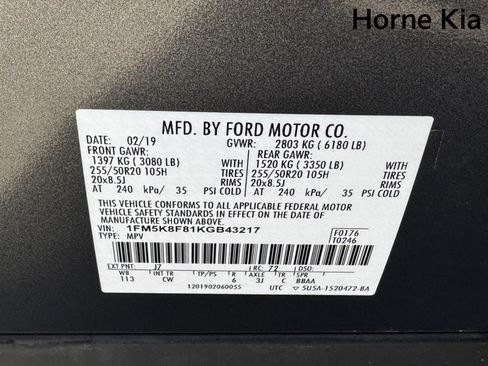 Horne Kia
MFD. BY FORD MOTOR CO.
DATE: 02/19 GVWR: 2803 KG ( 6180 LB)
FRONT GAWR: REAR GAWR:
1397 KG ( 3080 LB) 1520 KG ( 3350 LB)
255/50R20 105H TIRES 255/50R20 105H TIRES
20x8.5J RIMS 20x8.5J RIMS
AT 240 kPa/ 35 PSI COLD AT 240 kPa/ 35 PSI COLD
THIS VEHICLE CONFORMS TO ALL APPLICABLE FEDERAL MOTOR
VEHICLE SAFETY AND THEFT PREVENTION STANDARDS IN EFFECT ON THE DATE OF
MANUFACTURE SHOWN ABOVE.
VIN: 1FM5K8F81KGB43217 F0176
TYPE: MPV T0246
EXT PNT: J7 RC: 72 DSO:
WB INT TR TP/PS R AX TR SPR
113 CW 6 3J C BBAA
1201902060055 UTC 5U5A-1520472-BA